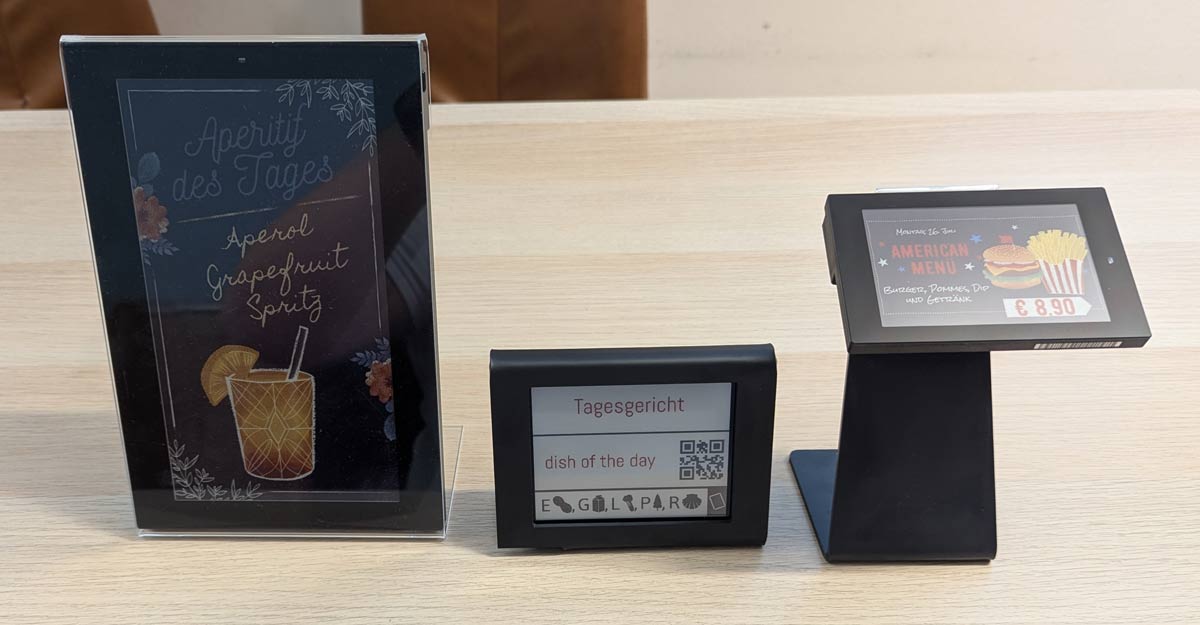 Aperitif
des Tages
Aperol
Grapefruit
Spritz
Tagesgericht
dish of the day
E , G , L , P , R
Montag 26. Juni
AMERICAN
MENÜ
Burger, Pommes, Dip
und Getränk
€ 8,90